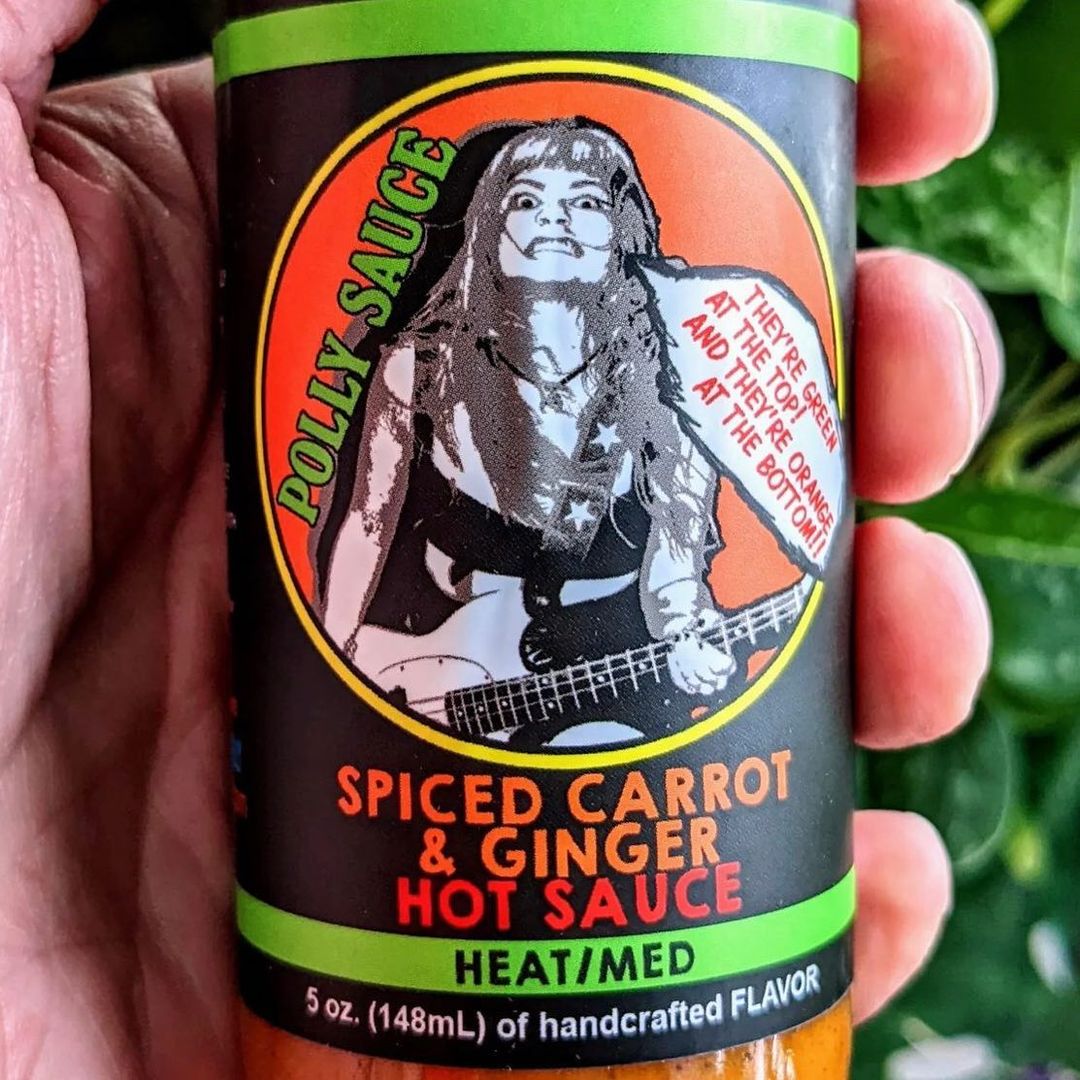 POLLY SAUCE
THEY'RE GREEN
AT THE TOP!
AND THEY'RE ORANGE
AT THE BOTTOM!!
SPICED CARROT
& GINGER
HOT SAUCE
HEAT/MED
5 oz. (148mL) of handcrafted FLAVOR